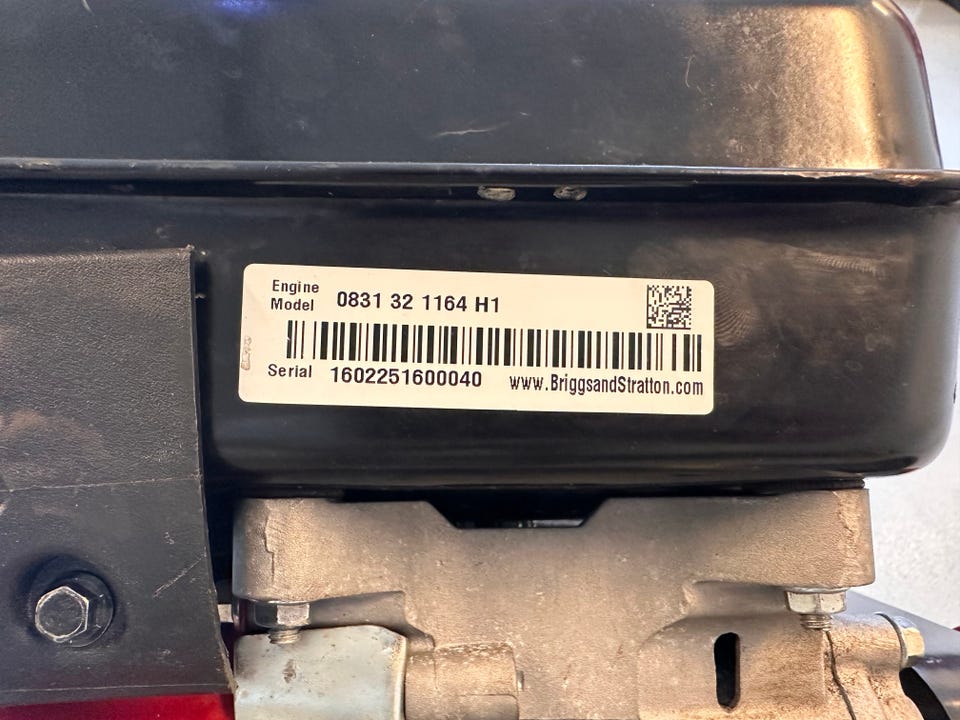 Engine
Model 0831 32 1164 H1
Serial 1602251600040 www.BriggsandStratton.com